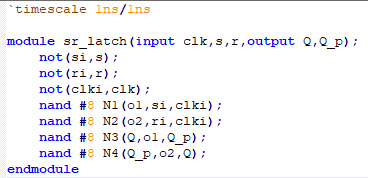 `timescale 1ns/1ns
module sr_latch(input clk,s,r,output Q,Q_p);
not(si,s);
not(ri,r);
not(clki,clk);
nand #8 N1(o1,si,clki);
nand #8 N2(o2,ri,clki);
nand #8 N3(Q,o1,Q_p);
nand #8 N4(Q_p,o2,Q);
endmodule